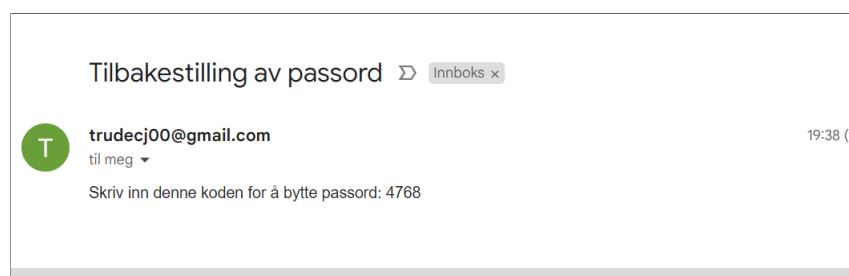 Tilbakestilling av passord Innboks ×
T
trudecj00@gmail.com 19:38 (
til meg
Skriv inn denne koden for å bytte passord: 4768